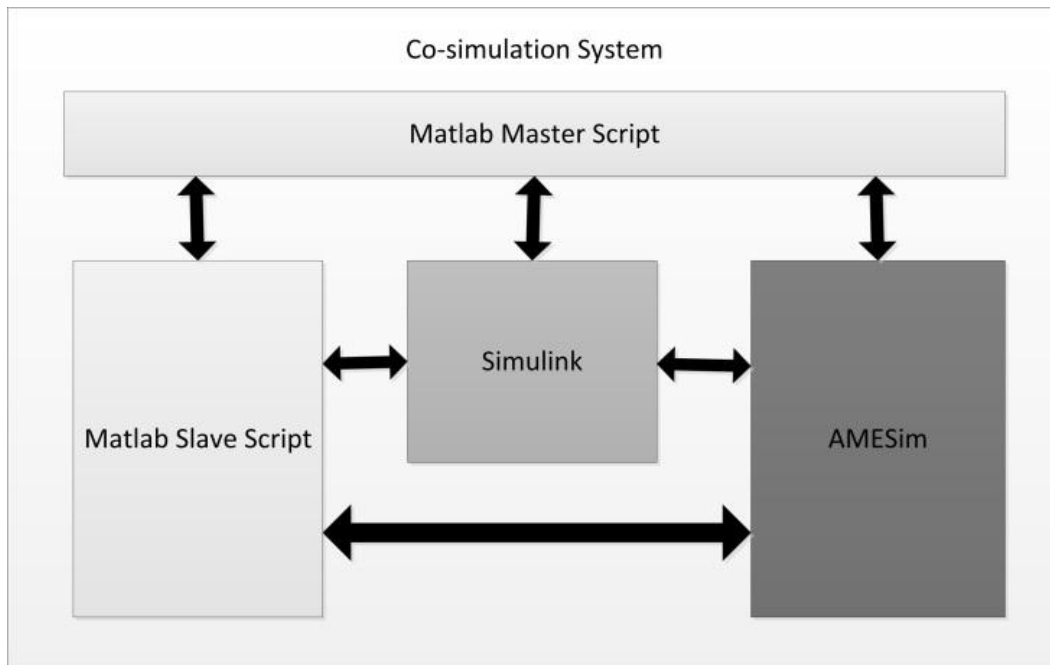 Co-simulation System
Matlab Master Script
Simulink
Matlab Slave Script
AMESim